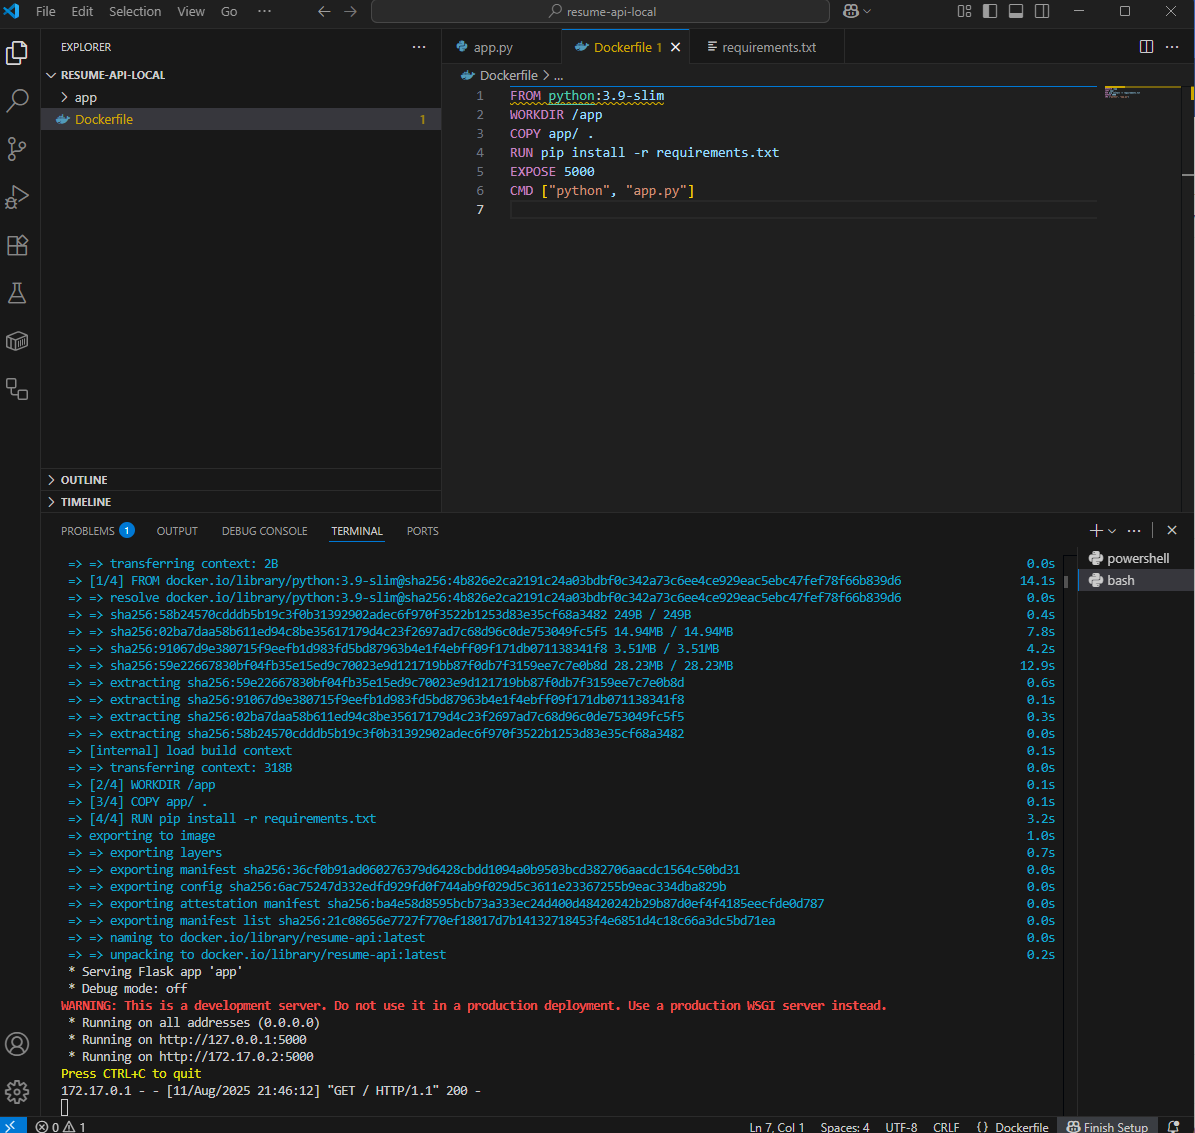 File Edit Selection View Go ··· resume-api-local
EXPLORER ···
RESUME-API-LOCAL
app
Dockerfile 1
OUTLINE
TIMELINE
app.py Dockerfile 1 requirements.txt ···
Dockerfile > ...
1 FROM python:3.9-slim
2 WORKDIR /app
3 COPY app/ .
4 RUN pip install -r requirements.txt
5 EXPOSE 5000
6 CMD ["python", "app.py"]
7
PROBLEMS 1 OUTPUT DEBUG CONSOLE TERMINAL PORTS ···
powershell
bash
=> => transferring context: 2B 0.0s
=> [1/4] FROM docker.io/library/python:3.9-slim@sha256:4b826e2ca2191c24a03bdbf0c342a73c6ee4ce929eac5ebc47fef78f66b839d6 14.1s
=> => resolve docker.io/library/python:3.9-slim@sha256:4b826e2ca2191c24a03bdbf0c342a73c6ee4ce929eac5ebc47fef78f66b839d6 0.0s
=> => sha256:58b24570cdddb5b19c3f0b31392902adec6f970f3522b1253d83e35cf68a3482 249B / 249B 0.4s
=> => sha256:02ba7daa58b611ed94c8be35617179d4c23f2697ad7c68d96c0de753049fc5f5 14.94MB / 14.94MB 7.8s
=> => sha256:91067d9e380715f9eefb1d983fd5bd87963b4e1f4ebff09f171db071138341f8 3.51MB / 3.51MB 4.2s
=> => sha256:59e22667830bf04fb35e15ed9c70023e9d121719bb87f0db7f3159ee7c7e0b8d 28.23MB / 28.23MB 12.9s
=> => extracting sha256:59e22667830bf04fb35e15ed9c70023e9d121719bb87f0db7f3159ee7c7e0b8d 0.6s
=> => extracting sha256:91067d9e380715f9eefb1d983fd5bd87963b4e1f4ebff09f171db071138341f8 0.1s
=> => extracting sha256:02ba7daa58b611ed94c8be35617179d4c23f2697ad7c68d96c0de753049fc5f5 0.3s
=> => extracting sha256:58b24570cdddb5b19c3f0b31392902adec6f970f3522b1253d83e35cf68a3482 0.0s
=> [internal] load build context 0.1s
=> => transferring context: 318B 0.0s
=> [2/4] WORKDIR /app 0.1s
=> [3/4] COPY app/ . 0.1s
=> [4/4] RUN pip install -r requirements.txt 3.2s
=> exporting to image 1.0s
=> => exporting layers 0.7s
=> => exporting manifest sha256:36cf0b91ad060276379d6428cbdd1094a0b9503bcd382706aacdc1564c50bd31 0.0s
=> => exporting config sha256:6ac75247d332edfd929fd0f744ab9f029d5c3611e23367255b9eac334dba829b 0.0s
=> => exporting attestation manifest sha256:ba4e58d8595bcb73a333ec24d400d48420242b29b87d0ef4f4185eecfde0d787 0.0s
=> => exporting manifest list sha256:21c08656e7727f770ef18017d7b14132718453f4e6851d4c18c66a3dc5bd71ea 0.0s
=> => naming to docker.io/library/resume-api:latest 0.0s
=> => unpacking to docker.io/library/resume-api:latest 0.2s
* Serving Flask app 'app'
* Debug mode: off
WARNING: This is a development server. Do not use it in a production deployment. Use a production WSGI server instead.
* Running on all addresses (0.0.0.0)
* Running on http://127.0.0.1:5000
* Running on http://172.17.0.2:5000
Press CTRL+C to quit
172.17.0.1 - - [11/Aug/2025 21:46:12] "GET / HTTP/1.1" 200 -
0 1 Ln 7, Col 1 Spaces: 4 UTF-8 CRLF {} Dockerfile Finish Setup